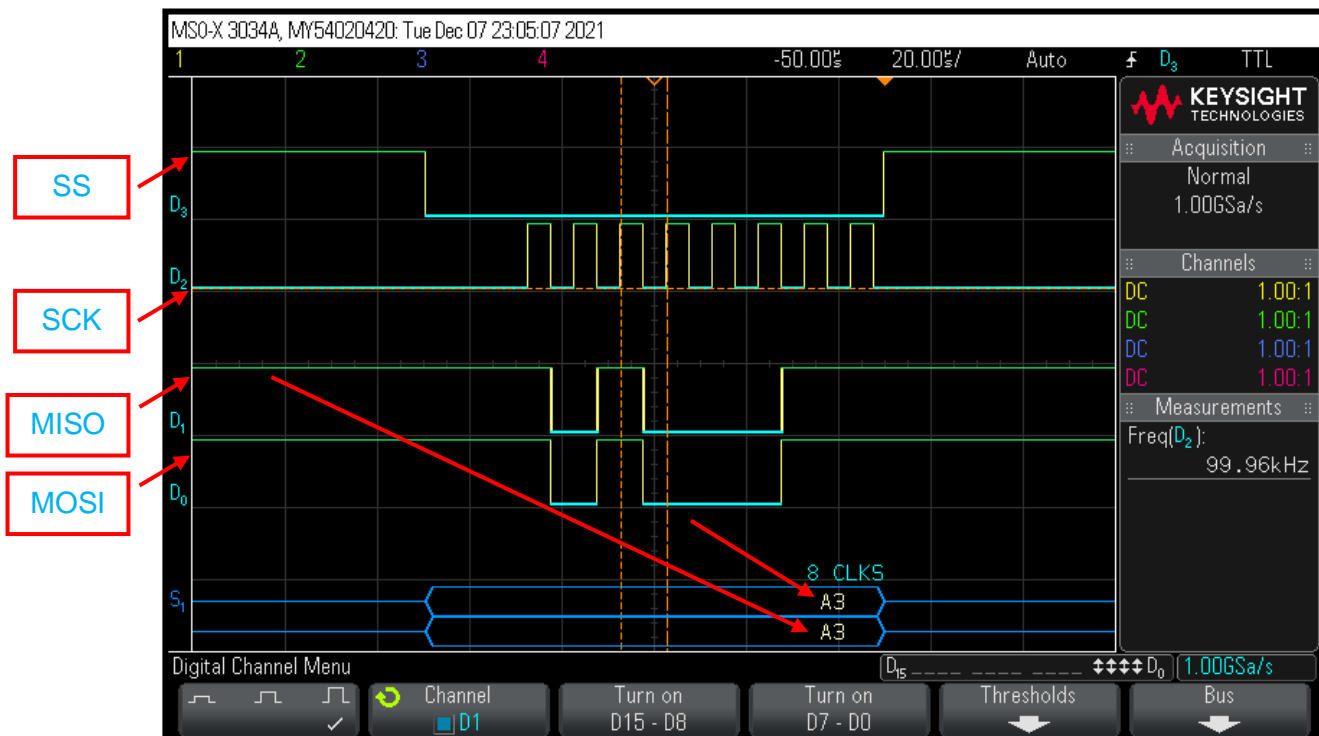 MSO-X 3034A, MY54020420: Tue Dec 07 23:05:07 2021
1 2 3 4 -50.00us 20.00us/ Auto D3 TTL
KEYSIGHT
TECHNOLOGIES
Acquisition
Normal
1.00GSa/s
Channels
DC 1.00:1
DC 1.00:1
DC 1.00:1
DC 1.00:1
Measurements
Freq(D2):
99.96kHz
SS
D3
D2
SCK
MISO
D1
MOSI
D0
8 CLKS
S1
A3
A3
Digital Channel Menu
D15 D0 1.00GSa/s
Channel
D1
Turn on
D15 - D8
Turn on
D7 - D0
Thresholds
Bus